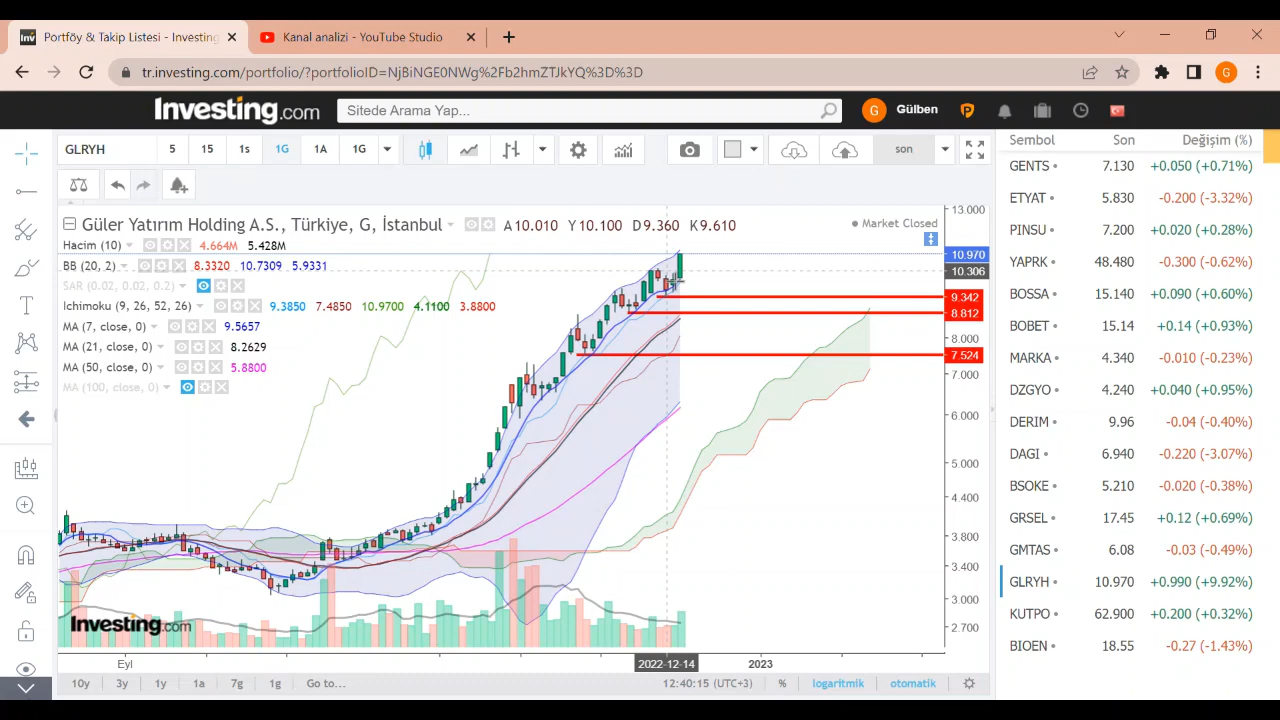 Portföy & Takip Listesi - Investing
Kanal analizi - YouTube Studio
tr.investing.com/portfolio/?portfolioID=NjBiNGE0NWg%2Fb2hmZTJkYQ%3D%3D
G
Investing.com
Sitede Arama Yap...
G Gülben
GLRYH 5 15 1s 1G 1A 1G son
Güler Yatırım Holding A.S., Türkiye, G, İstanbul A10.010 Y10.100 D9.360 K9.610
Market Closed
Hacim (10) 4.664M 5.428M
BB (20, 2) 8.3320 10.7309 5.9331
SAR (0.02, 0.02, 0.2)
Ichimoku (9, 26, 52, 26) 9.3850 7.4850 10.9700 4.1100 3.8800
MA (7, close, 0) 9.5657
MA (21, close, 0) 8.2629
MA (50, close, 0) 5.8800
MA (100, close, 0)
13.000
10.970
10.306
9.342
8.812
8.000
7.524
7.000
6.000
5.000
4.400
3.800
3.400
3.000
2.700
Investing.com
Eyl 2022-12-14 2023
10y 3y 1y 1a 7g 1g Go to... 12:40:15 (UTC+3) % logaritmik otomatik
Sembol Son Değişim (%)
GENTS 7.130 +0.050 (+0.71%)
ETYAT 5.830 -0.200 (-3.32%)
PINSU 7.200 +0.020 (+0.28%)
YAPRK 48.480 -0.300 (-0.62%)
BOSSA 15.140 +0.090 (+0.60%)
BOBET 15.14 +0.14 (+0.93%)
MARKA 4.340 -0.010 (-0.23%)
DZGYO 4.240 +0.040 (+0.95%)
DERIM 9.96 -0.04 (-0.40%)
DAGI 6.940 -0.220 (-3.07%)
BSOKE 5.210 -0.020 (-0.38%)
GRSEL 17.45 +0.12 (+0.69%)
GMTAS 6.08 -0.03 (-0.49%)
GLRYH 10.970 +0.990 (+9.92%)
KUTPO 62.900 +0.200 (+0.32%)
BIOEN 18.55 -0.27 (-1.43%)